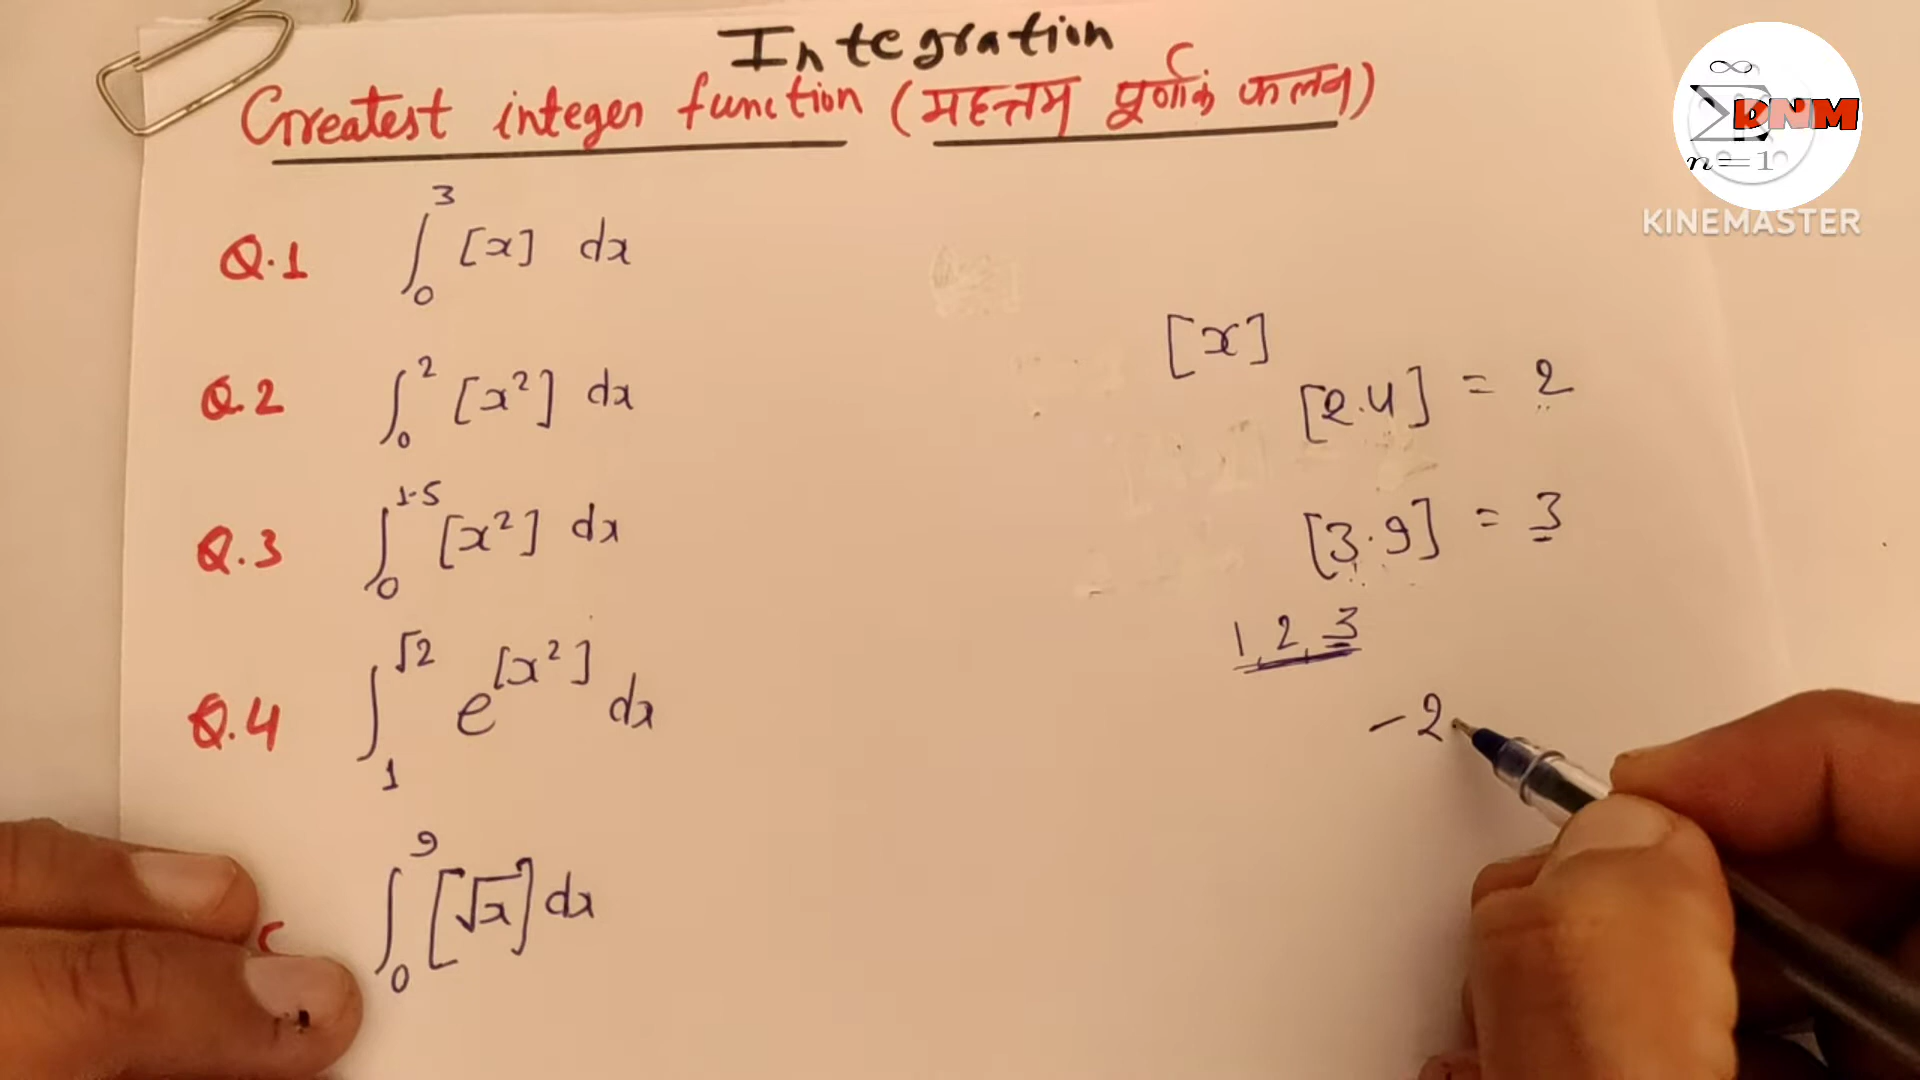 Integration
Greatest integer function (महत्तम पूर्णांक फलन)
Q.1 ∫₀³ [x] dx
Q.2 ∫₀² [x²] dx
Q.3 ∫₀^1.5 [x²] dx
Q.4 ∫₁^√2 e^[x²] dx
∫₀⁹ [√x] dx
[x]
[2.4] = 2
[3.9] = 3
1, 2, 3
-2
∞
Σ DNM
n=1
KINEMASTER